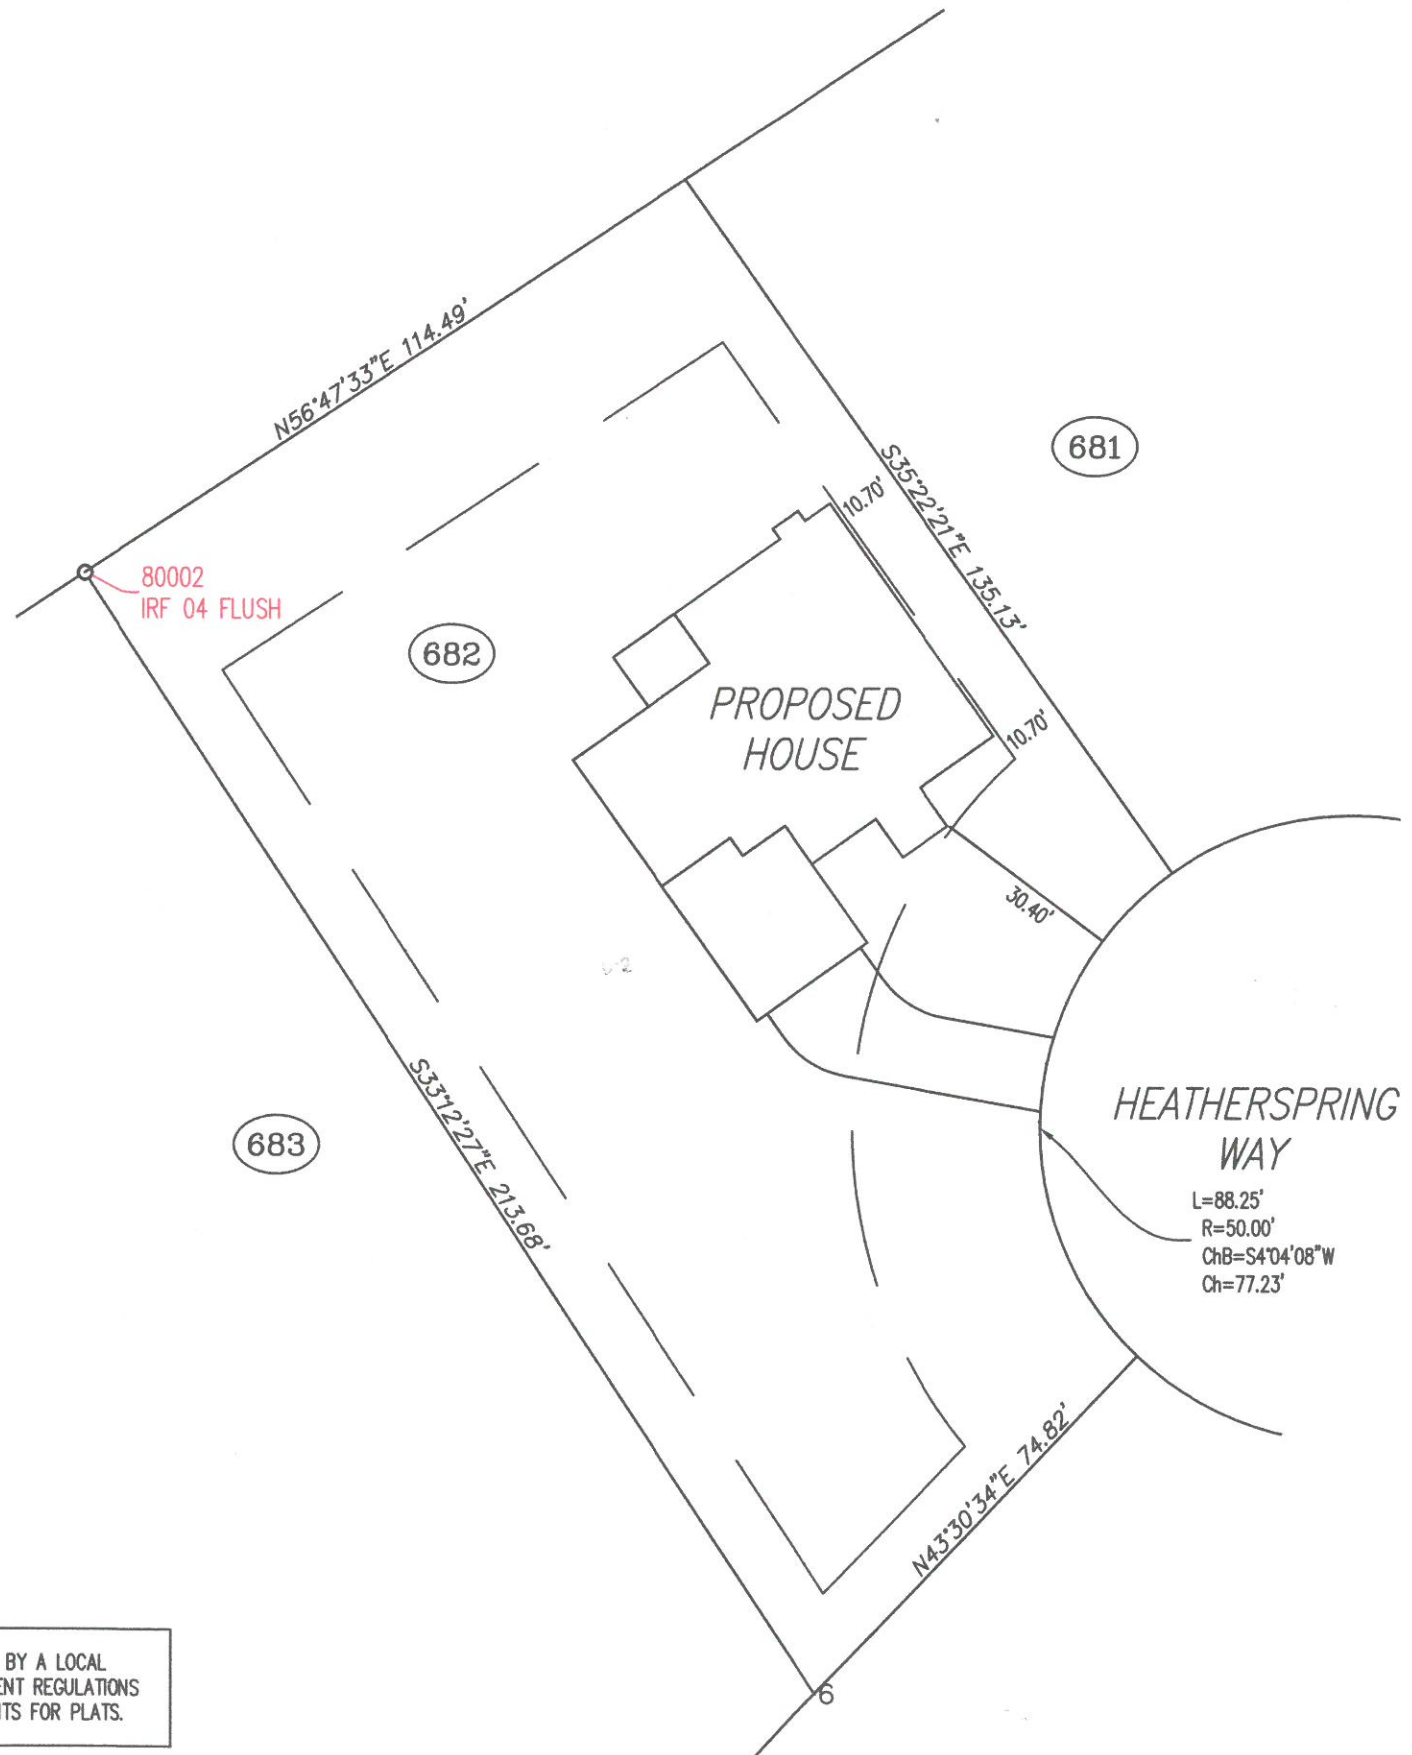 N56°47'33"E 114.49'
681
S35°22'21"E 135.13'
10.70'
80002
IRF 04 FLUSH
682
PROPOSED
HOUSE
10.70'
30.40'
HEATHERSPRING
WAY
L=88.25'
R=50.00'
ChB=S4°04'08"W
Ch=77.23'
683
S33°12'27"E 213.68'
N43°30'34"E 74.82'
6
BY A LOCAL
ENT REGULATIONS
TS FOR PLATS.